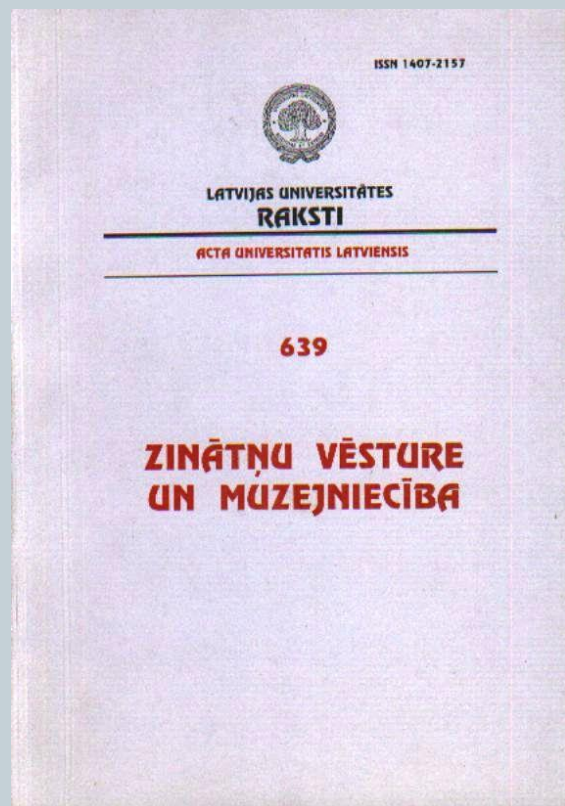 ISSN 1407-2157
LATVIJAS UNIVERSITĀTES
RAKSTI
ACTA UNIVERSITATIS LATVIENSIS
639
ZINĀTŅU VĒSTURE
UN MUZEJNIECĪBA